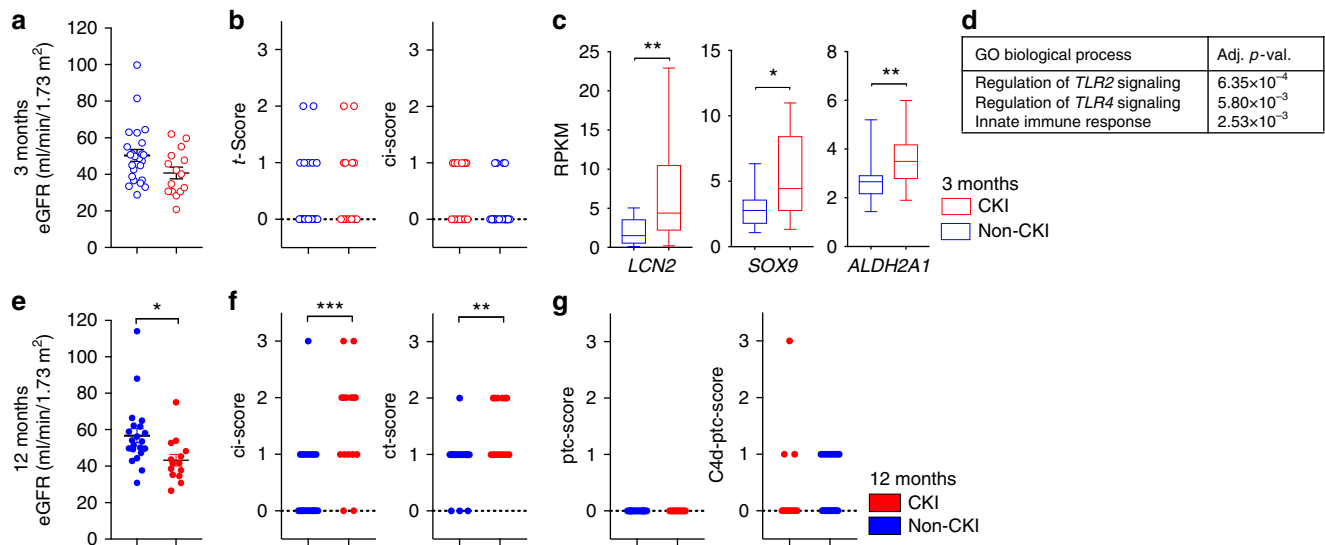 a
120
100
80
60
40
20
0
3 months
eGFR (ml/min/1.73 m²)
b
3
2
1
0
t-Score
3
2
1
0
ci-score
c
25
20
15
10
5
0
RPKM
**
LCN2
15
10
5
0
*
SOX9
8
6
4
2
0
**
ALDH2A1
d
GO biological process Adj. p-val.
Regulation of TLR2 signaling 6.35×10⁻⁴
Regulation of TLR4 signaling 5.80×10⁻³
Innate immune response 2.53×10⁻³
3 months
CKI
Non-CKI
e
120
100
80
60
40
20
0
12 months
eGFR (ml/min/1.73 m²)
*
f
3
2
1
0
ci-score
***
3
2
1
0
ct-score
**
g
3
2
1
0
ptc-score
3
2
1
0
C4d-ptc-score
12 months
CKI
Non-CKI